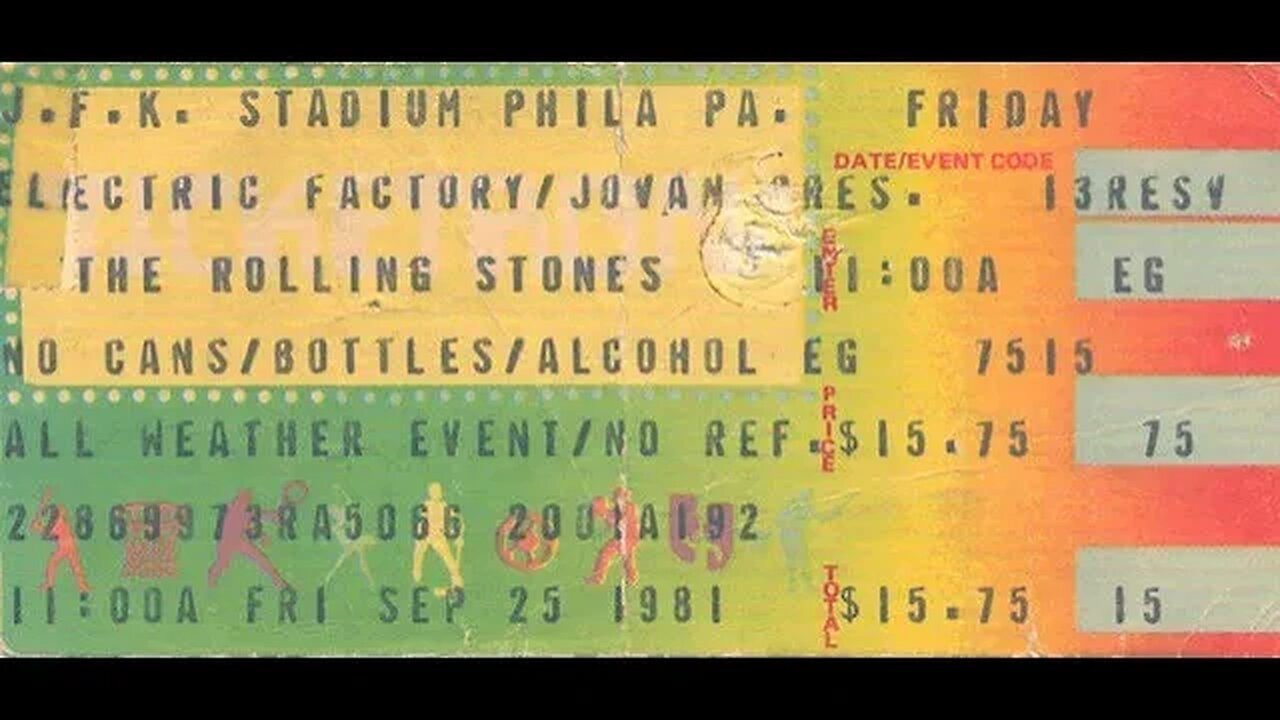 J.F.K. STADIUM PHILA PA. FRIDAY
DATE/EVENT CODE
ELECTRIC FACTORY/JOVAN PRES. 13RESV
THE ROLLING STONES 11:00A EG
ENTER
NO CANS/BOTTLES/ALCOHOL EG 7515
PRICE
ALL WEATHER EVENT/NO REF. $15.75 75
22869973RA5066 200IA192
TOTAL
11:00A FRI SEP 25 1981 $15.75 15